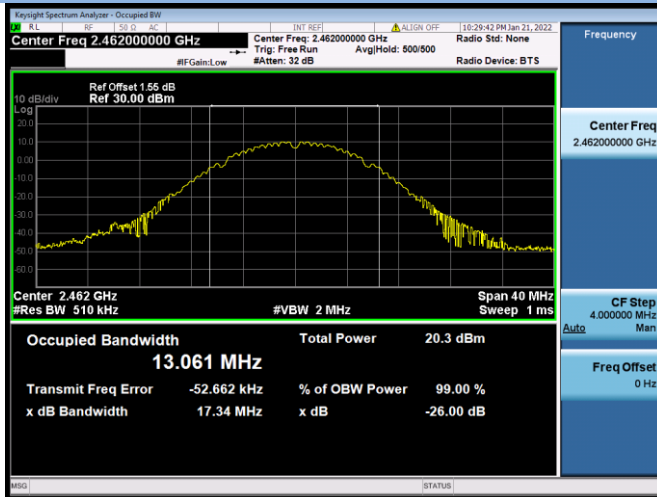 Keysight Spectrum Analyzer - Occupied BW
RL RF 50 Ω AC INT REF ALIGN OFF 10:29:42 PM Jan 21, 2022
Center Freq 2.462000000 GHz
Center Freq: 2.462000000 GHz Radio Std: None
Trig: Free Run Avg|Hold: 500/500
#IFGain:Low #Atten: 32 dB Radio Device: BTS
Ref Offset 1.55 dB
10 dB/div Ref 30.00 dBm
Log
20.0
10.0
0.00
-10.0
-20.0
-30.0
-40.0
-50.0
-60.0
Center 2.462 GHz Span 40 MHz
#Res BW 510 kHz #VBW 2 MHz Sweep 1 ms
Occupied Bandwidth Total Power 20.3 dBm
13.061 MHz
Transmit Freq Error -52.662 kHz % of OBW Power 99.00 %
x dB Bandwidth 17.34 MHz x dB -26.00 dB
MSG STATUS
Frequency
Center Freq
2.462000000 GHz
CF Step
4.000000 MHz
Auto Man
Freq Offset
0 Hz